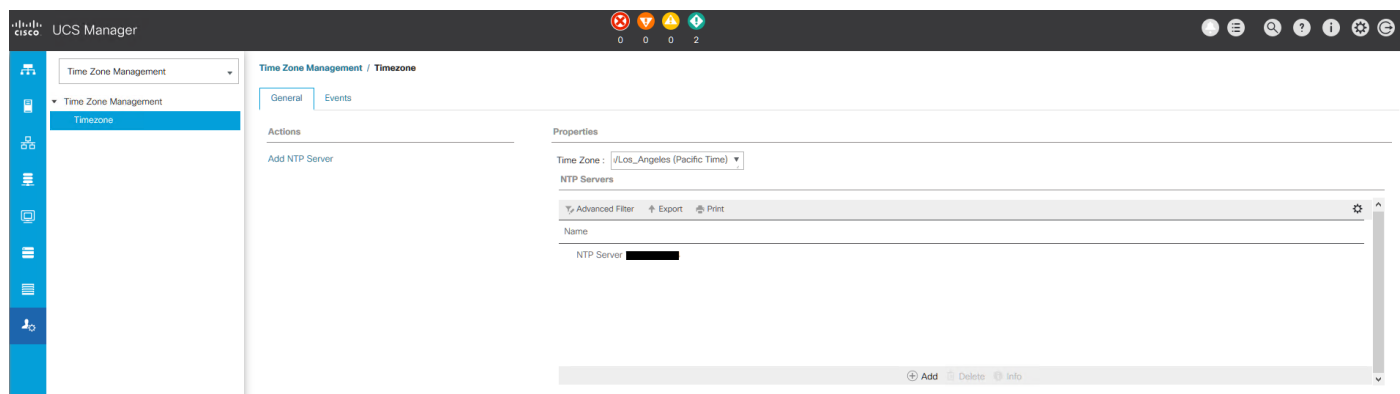 cisco UCS Manager
0 0 0 2
Time Zone Management
Time Zone Management
Timezone
Time Zone Management / Timezone
General Events
Actions
Add NTP Server
Properties
Time Zone : /Los_Angeles (Pacific Time)
NTP Servers
Advanced Filter Export Print
Name
NTP Server
Add Delete Info